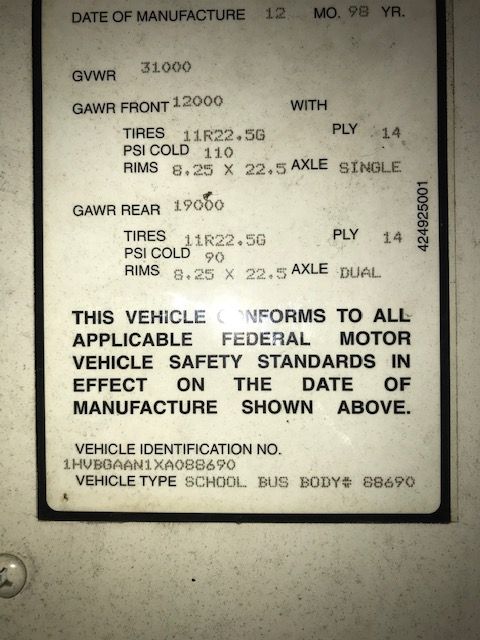 DATE OF MANUFACTURE 12 MO. 98 YR.
GVWR 31000
GAWR FRONT 12000 WITH
TIRES 11R22.5G PLY 14
PSI COLD 110
RIMS 8.25 X 22.5 AXLE SINGLE
GAWR REAR 19000
TIRES 11R22.5G PLY 14
PSI COLD 90
RIMS 8.25 X 22.5 AXLE DUAL
424925001
THIS VEHICLE CONFORMS TO ALL
APPLICABLE FEDERAL MOTOR
VEHICLE SAFETY STANDARDS IN
EFFECT ON THE DATE OF
MANUFACTURE SHOWN ABOVE.
VEHICLE IDENTIFICATION NO.
1HVBGAAN1XA088690
VEHICLE TYPE SCHOOL BUS BODY# 88690